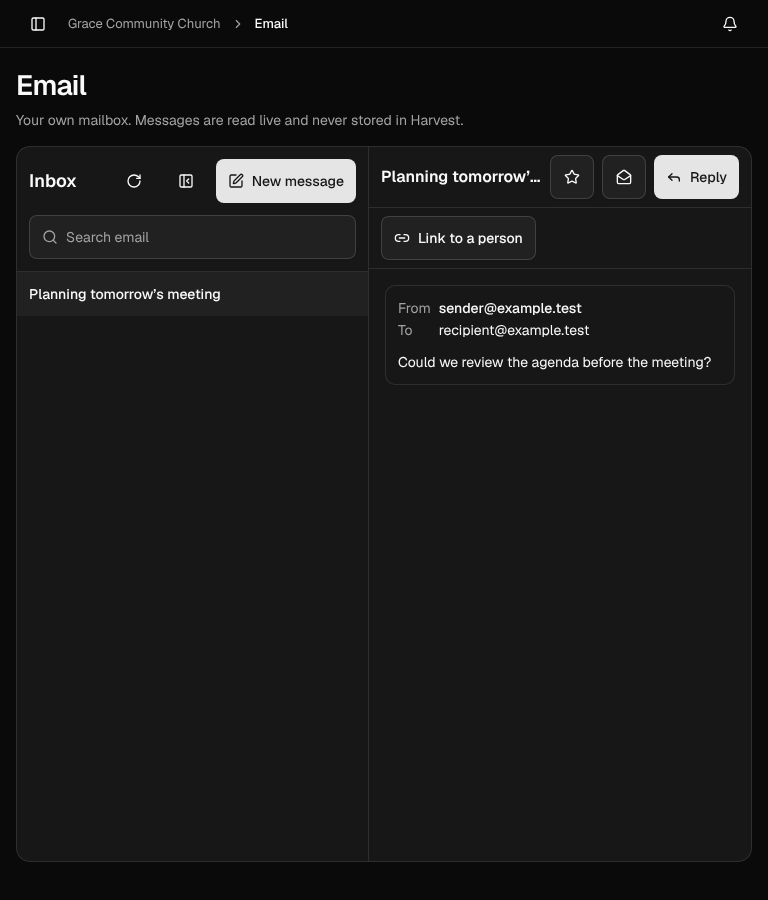 Grace Community Church > Email
Email
Your own mailbox. Messages are read live and never stored in Harvest.
Inbox
New message
Search email
Planning tomorrow’s meeting
Planning tomorrow’…
Reply
Link to a person
From sender@example.test
To recipient@example.test
Could we review the agenda before the meeting?